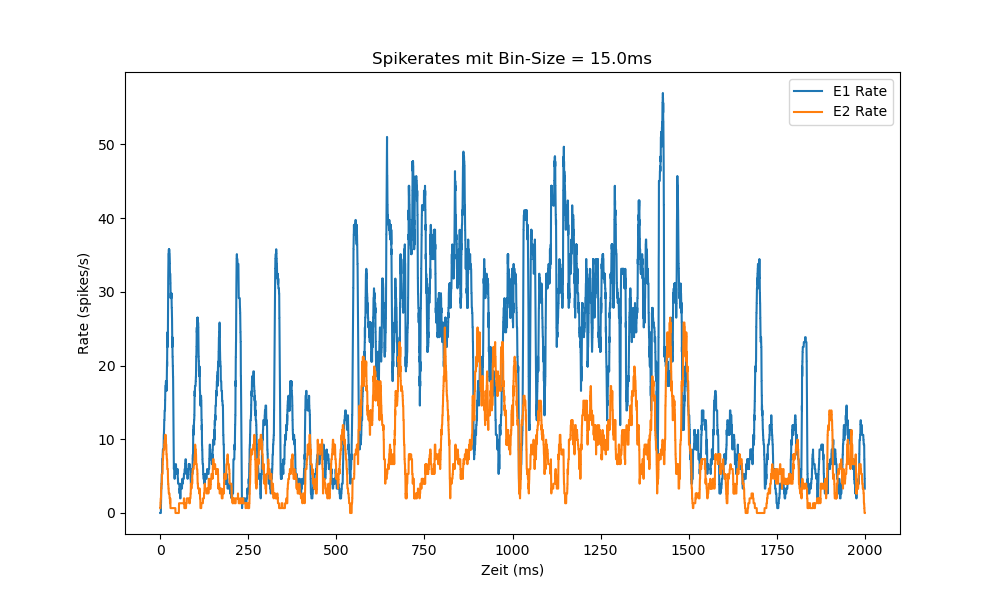 Spikerates mit Bin-Size = 15.0ms
E1 Rate
E2 Rate
Rate (spikes/s)
50
40
30
20
10
0
0 250 500 750 1000 1250 1500 1750 2000
Zeit (ms)